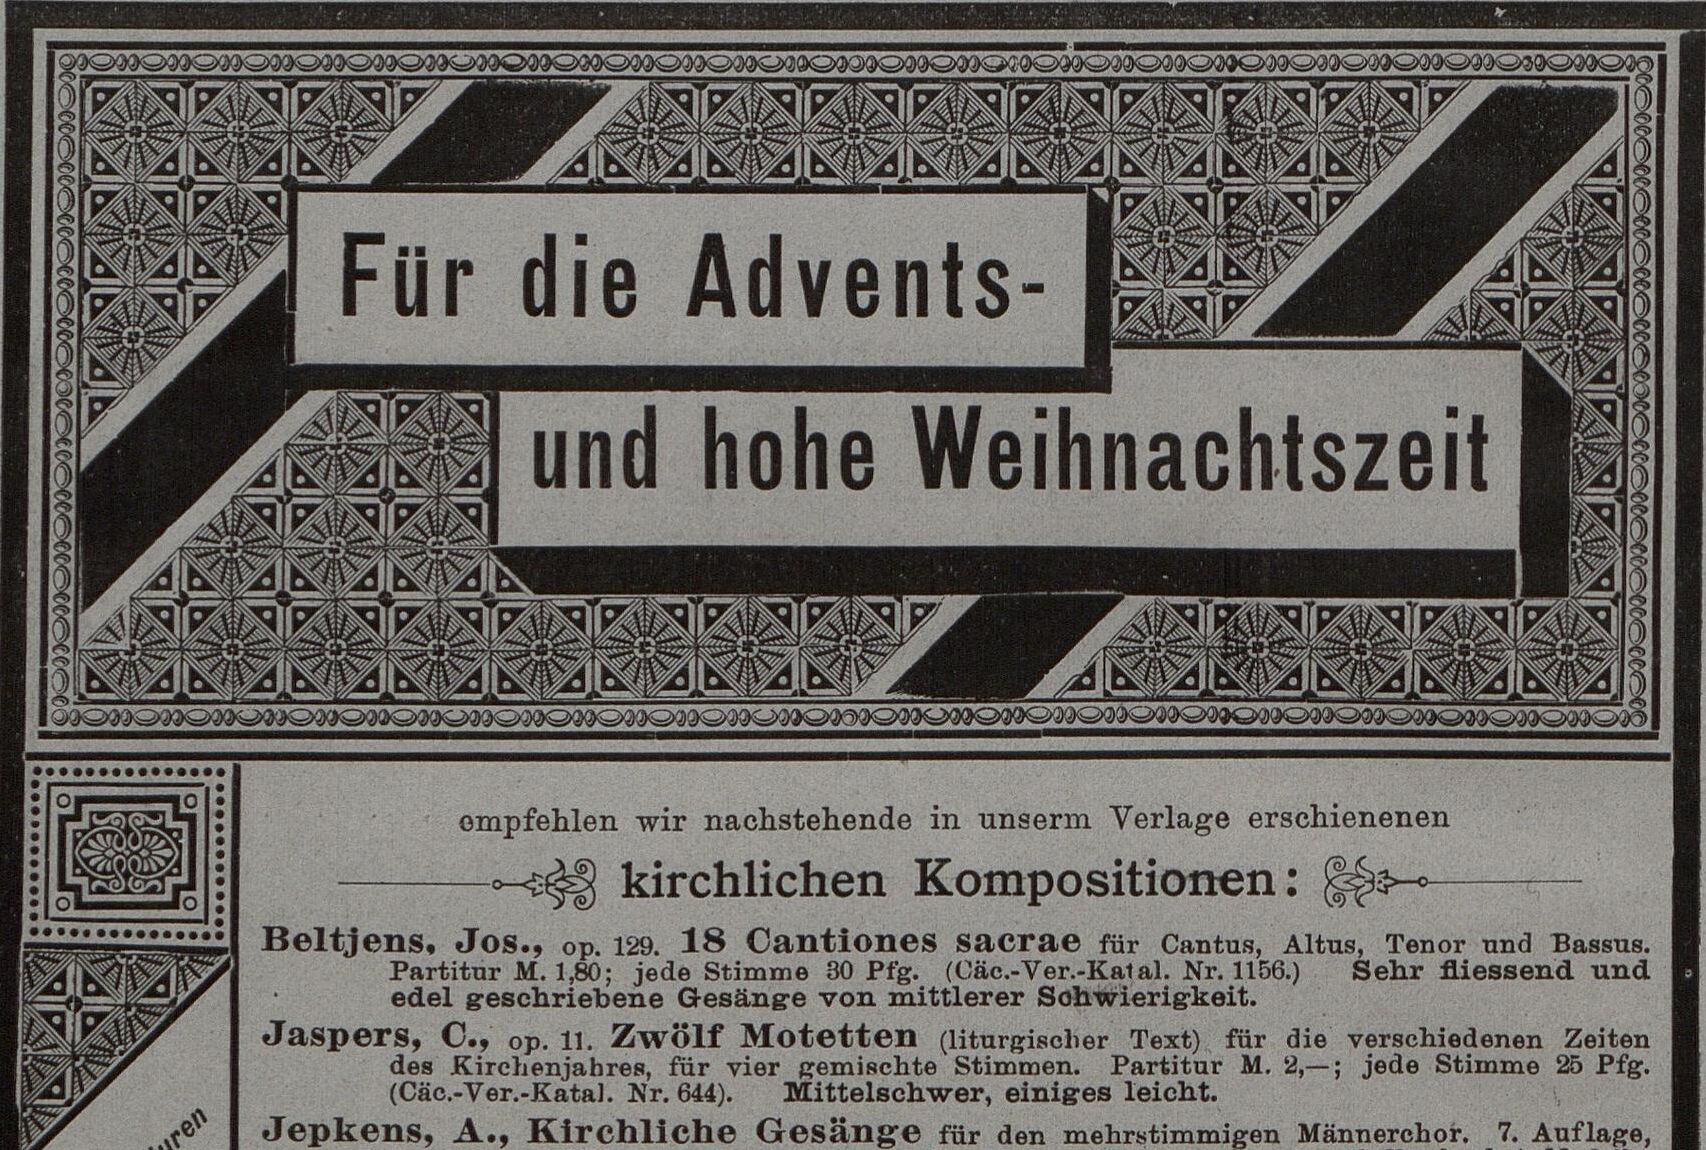 Für die Advents-
und hohe Weihnachtszeit
empfehlen wir nachstehende in unserm Verlage erschienenen
kirchlichen Kompositionen:
Beltjens, Jos., op. 129. 18 Cantiones sacrae für Cantus, Altus, Tenor und Bassus.
Partitur M. 1,80; jede Stimme 30 Pfg. (Cäc.-Ver.-Katal. Nr. 1156.) Sehr fliessend und
edel geschriebene Gesänge von mittlerer Schwierigkeit.
Jaspers, C., op. 11. Zwölf Motetten (liturgischer Text) für die verschiedenen Zeiten
des Kirchenjahres, für vier gemischte Stimmen. Partitur M. 2,—; jede Stimme 25 Pfg.
(Cäc.-Ver.-Katal. Nr. 644). Mittelschwer, einiges leicht.
Jepkens, A., Kirchliche Gesänge für den mehrstimmigen Männerchor. 7. Auflage,